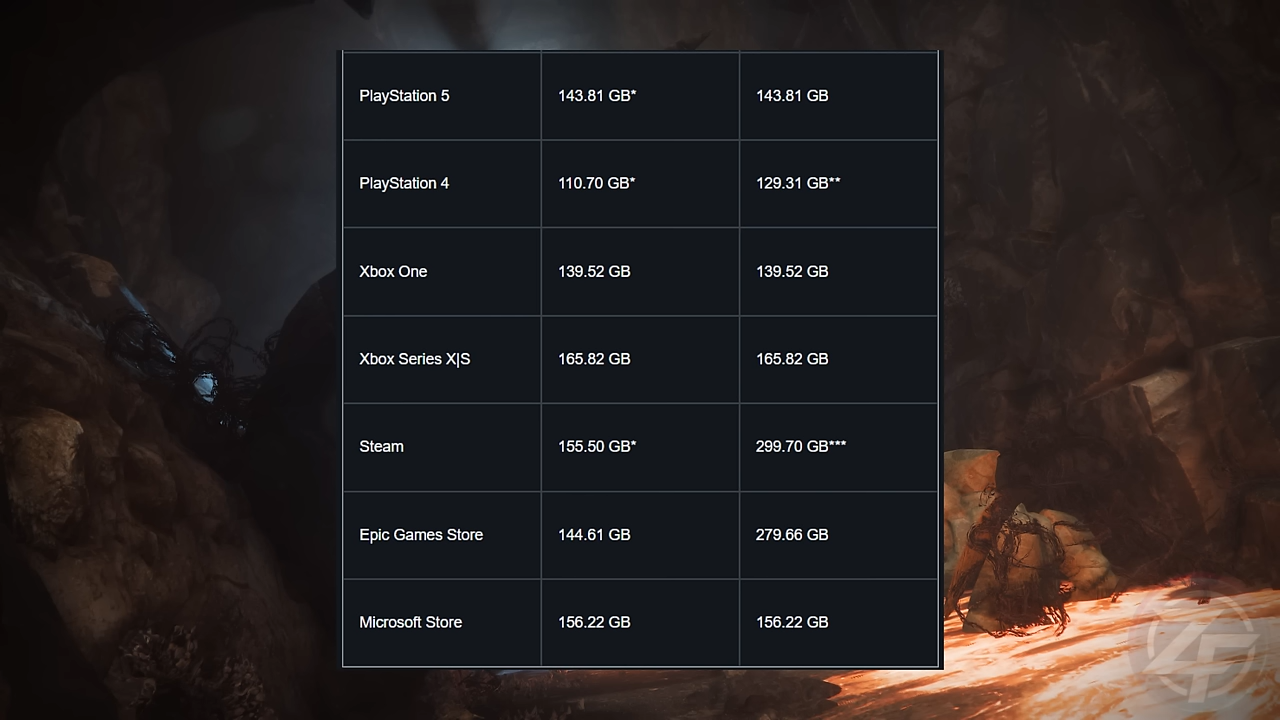 PlayStation 5 143.81 GB* 143.81 GB
PlayStation 4 110.70 GB* 129.31 GB**
Xbox One 139.52 GB 139.52 GB
Xbox Series X|S 165.82 GB 165.82 GB
Steam 155.50 GB* 299.70 GB***
Epic Games Store 144.61 GB 279.66 GB
Microsoft Store 156.22 GB 156.22 GB